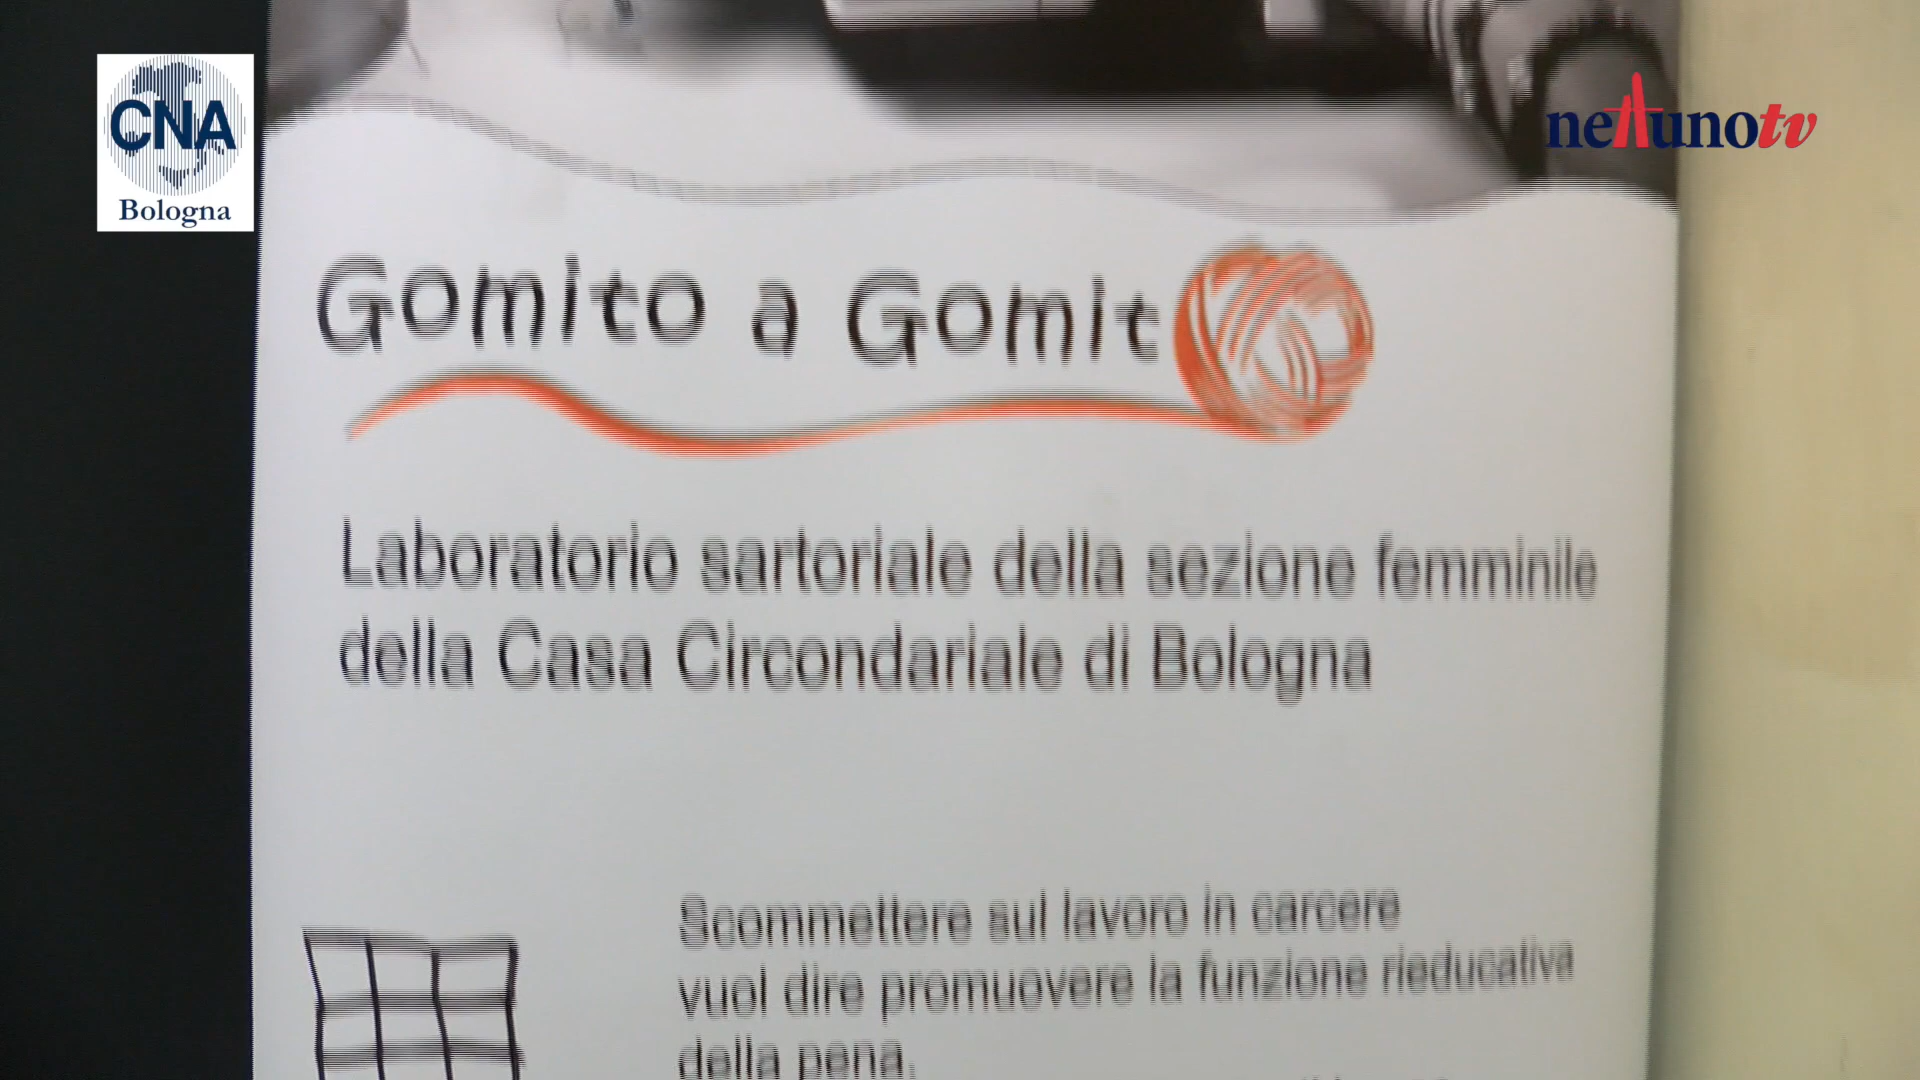 CNA
Bologna
nettunotv
Gomito a Gomit
Laboratorio sartoriale della sezione femminile
della Casa Circondariale di Bologna
Scommettere sul lavoro in carcere
vuol dire promuovere la funzione rieducativa
della pena.